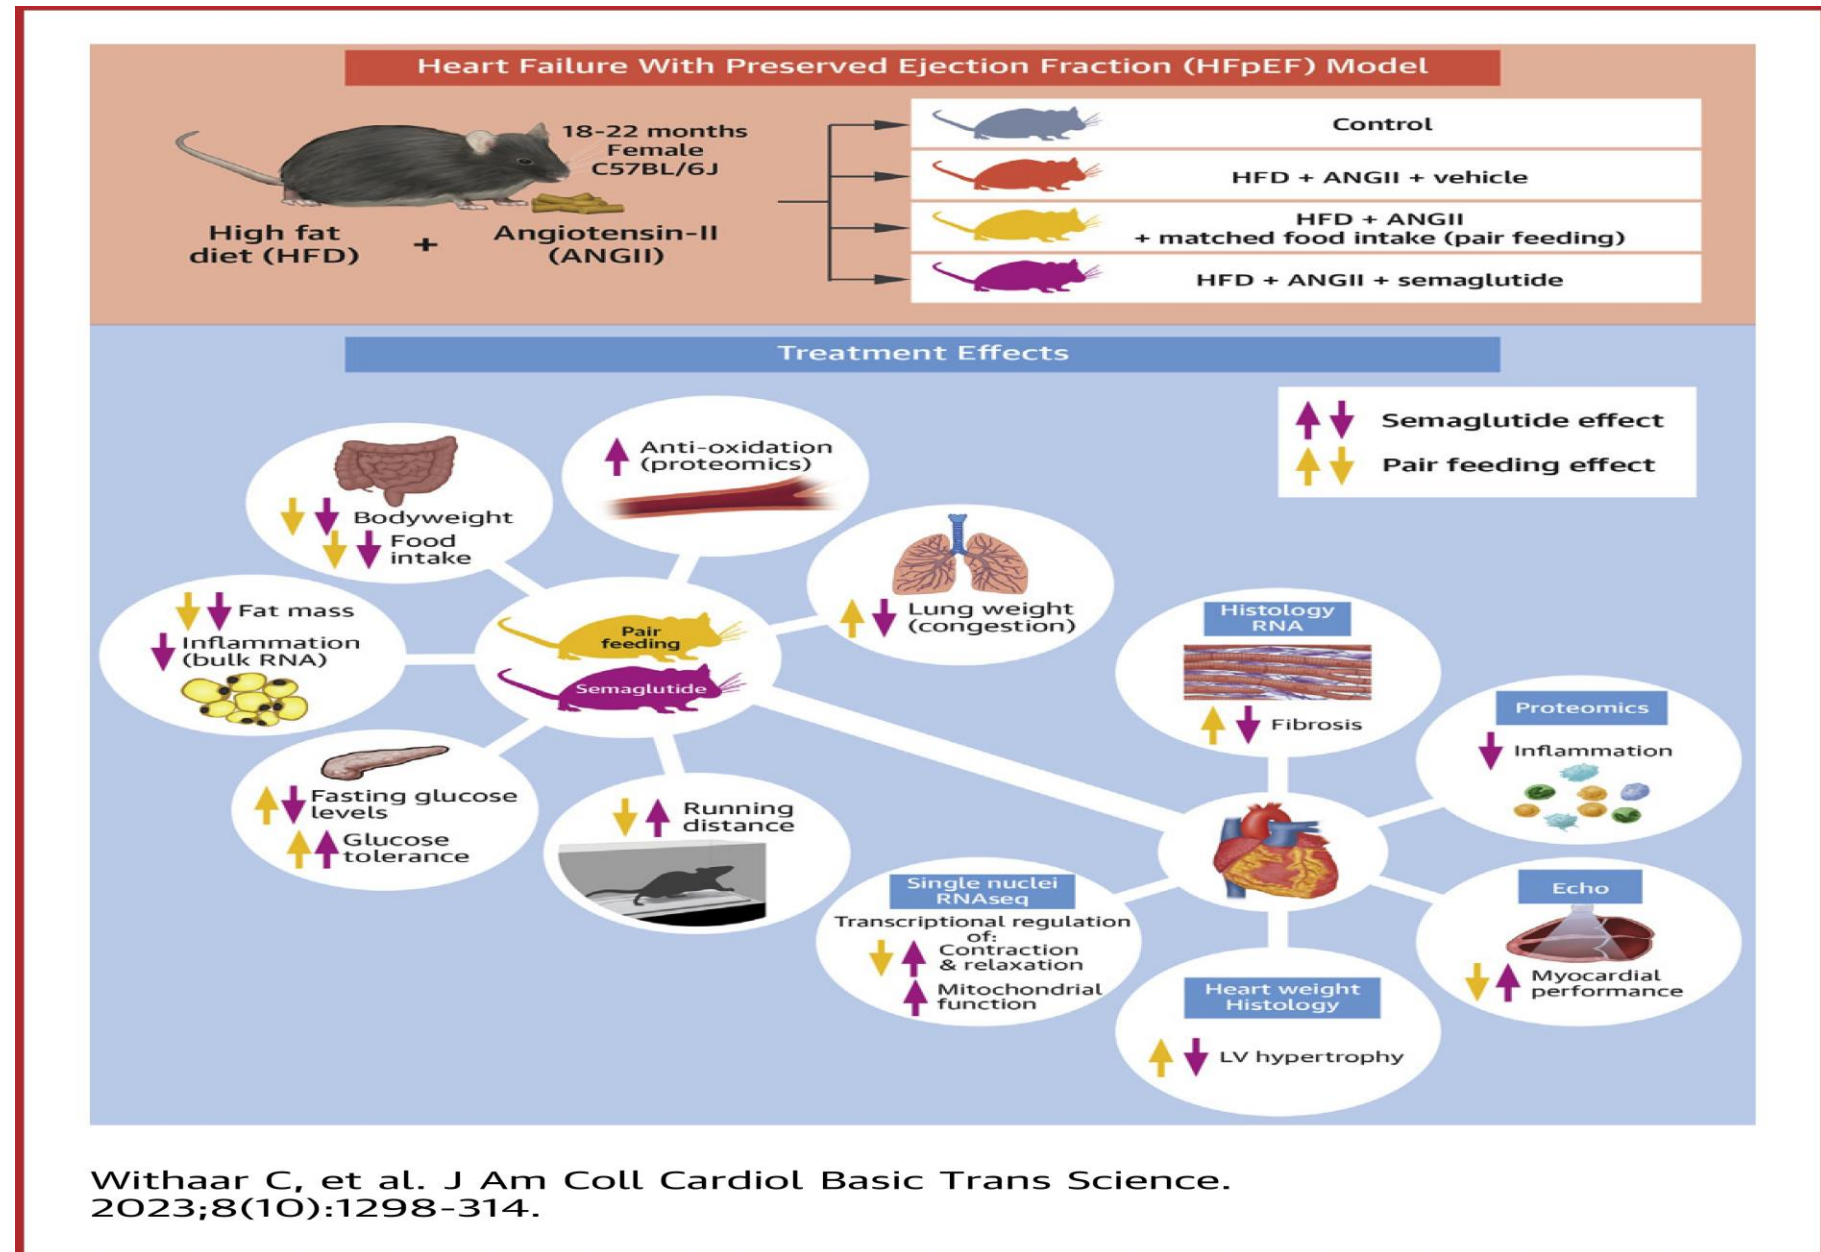 Heart Failure With Preserved Ejection Fraction (HFpEF) Model
18-22 months
Female
C57BL/6J
High fat
diet (HFD)
+
Angiotensin-II
(ANGII)
Control
HFD + ANGII + vehicle
HFD + ANGII
+ matched food intake (pair feeding)
HFD + ANGII + semaglutide
Treatment Effects
Semaglutide effect
Pair feeding effect
Bodyweight
Food
intake
Anti-oxidation
(proteomics)
Lung weight
(congestion)
Fat mass
Inflammation
(bulk RNA)
Pair
feeding
Semaglutide
Fasting glucose
levels
Glucose
tolerance
Running
distance
Histology
RNA
Fibrosis
Proteomics
Inflammation
Single nuclei
RNAseq
Transcriptional regulation
of:
Contraction
& relaxation
Mitochondrial
function
Echo
Myocardial
performance
Heart weight
Histology
LV hypertrophy
Withaar C, et al. J Am Coll Cardiol Basic Trans Science.
2023;8(10):1298-314.